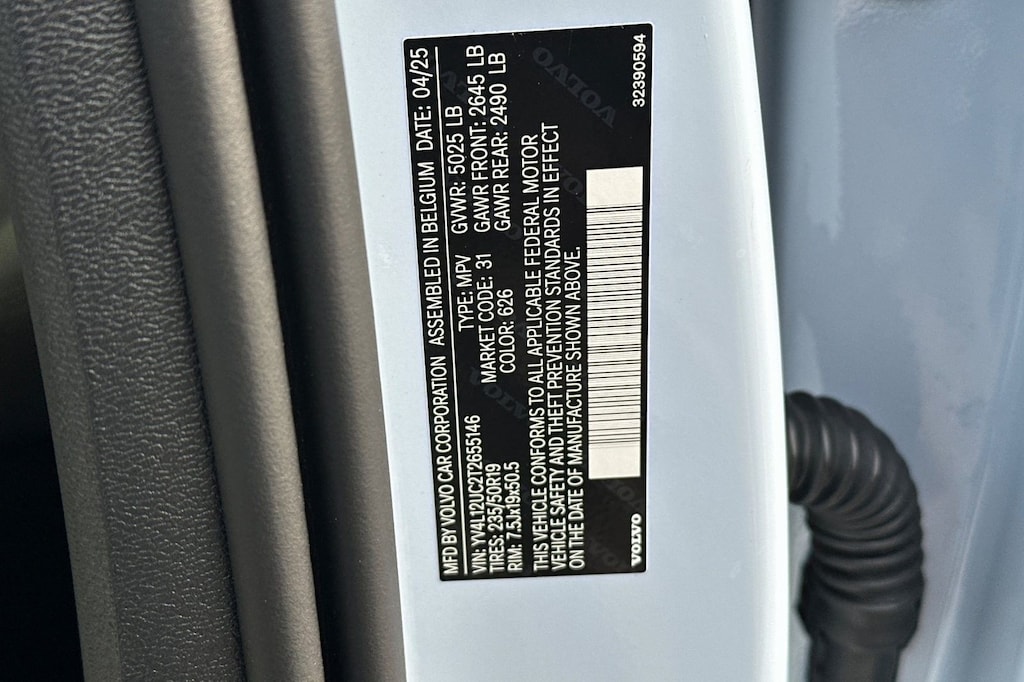 MFD BY VOLVO CAR CORPORATION ASSEMBLED IN BELGIUM DATE: 04/25
VIN: YV4L12UC2T2655146 TYPE: MPV GVWR: 5025 LB
TIRES: 235/50R19 MARKET CODE: 31 GAWR FRONT: 2645 LB
RIM: 7.5Jx19x50.5 COLOR: 626 GAWR REAR: 2490 LB
THIS VEHICLE CONFORMS TO ALL APPLICABLE FEDERAL MOTOR
VEHICLE SAFETY AND THEFT PREVENTION STANDARDS IN EFFECT
ON THE DATE OF MANUFACTURE SHOWN ABOVE.
VOLVO 32390594